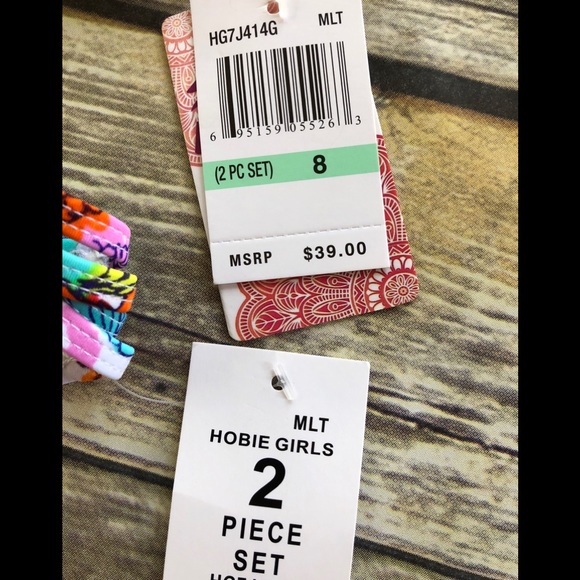 HG7J414G MLT
6 95159 05526 3
(2 PC SET) 8
MSRP $39.00
MLT
HOBIE GIRLS
2
PIECE
SET